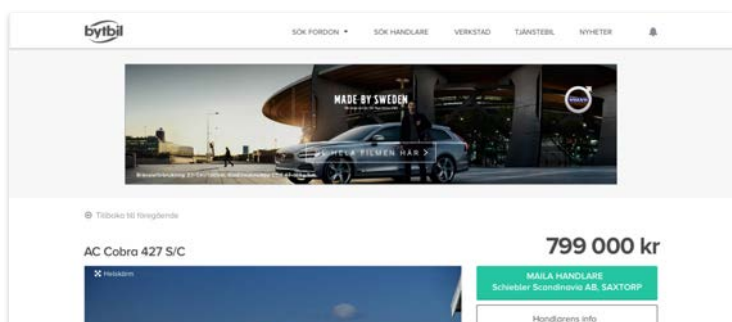 bytbil
SÖK FORDON
SÖK HANDLARE
VERKSTAD
TJÄNSTEBIL
NYHETER
MADE BY SWEDEN
VOLVO
SE HELA FILMEN HÄR >
Tillbaka till föregående
AC Cobra 427 S/C
799 000 kr
Helskärm
MAILA HANDLARE
Schiebler Scandinavia AB, SAXTORP
Handlarens info